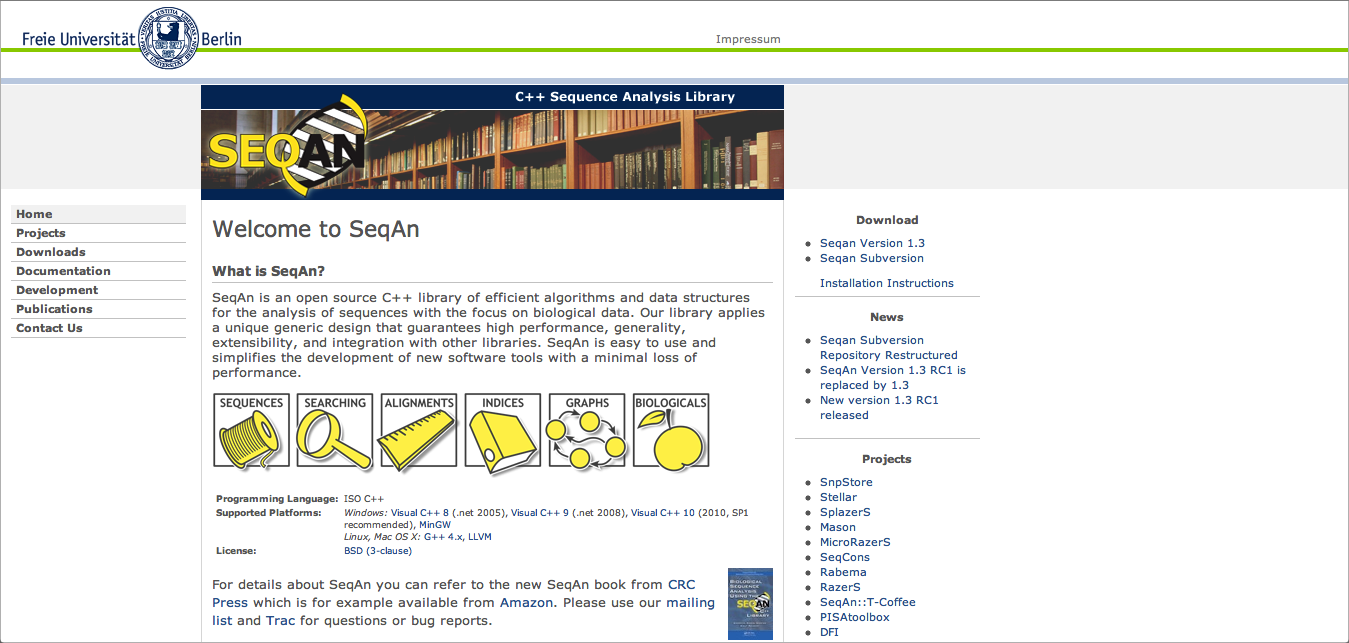 Freie Universität Berlin
Impressum
C++ Sequence Analysis Library
SEQAN
Home
Projects
Downloads
Documentation
Development
Publications
Contact Us
Welcome to SeqAn
What is SeqAn?
SeqAn is an open source C++ library of efficient algorithms and data structures
for the analysis of sequences with the focus on biological data. Our library applies
a unique generic design that guarantees high performance, generality,
extensibility, and integration with other libraries. SeqAn is easy to use and
simplifies the development of new software tools with a minimal loss of
performance.
SEQUENCES SEARCHING ALIGNMENTS INDICES GRAPHS BIOLOGICALS
Programming Language: ISO C++
Supported Platforms: Windows: Visual C++ 8 (.net 2005), Visual C++ 9 (.net 2008), Visual C++ 10 (2010, SP1
recommended), MinGW
Linux, Mac OS X: G++ 4.x, LLVM
License: BSD (3-clause)
For details about SeqAn you can refer to the new SeqAn book from CRC
Press which is for example available from Amazon. Please use our mailing
list and Trac for questions or bug reports.
BIOLOGICAL
SEQUENCE
ANALYSIS
USING THE
SEQAN
C++
LIBRARY
Download
Seqan Version 1.3
Seqan Subversion
Installation Instructions
News
Seqan Subversion
Repository Restructured
SeqAn Version 1.3 RC1 is
replaced by 1.3
New version 1.3 RC1
released
Projects
SnpStore
Stellar
SplazerS
Mason
MicroRazerS
SeqCons
Rabema
RazerS
SeqAn::T-Coffee
PISAtoolbox
DFI